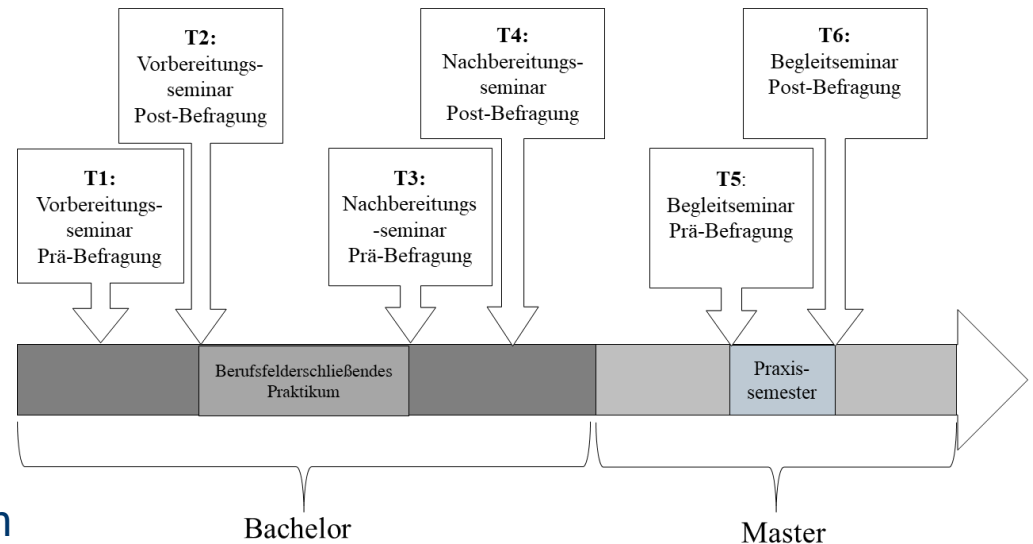 T2:
Vorbereitungs-
seminar
Post-Befragung
T4:
Nachbereitungs-
seminar
Post-Befragung
T6:
Begleitseminar
Post-Befragung
T1:
Vorbereitungs-
seminar
Prä-Befragung
T3:
Nachbereitungs
-seminar
Prä-Befragung
T5:
Begleitseminar
Prä-Befragung
Berufsfelderschließendes
Praktikum
Praxis-
semester
Bachelor
Master
n